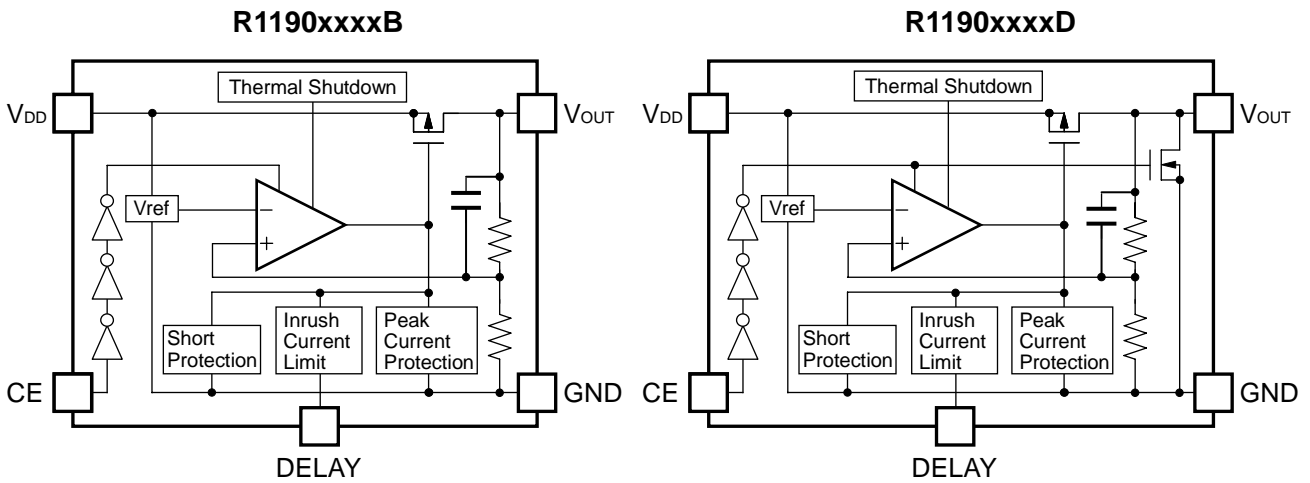 R1190xxxxB
Thermal Shutdown
VDD
VOUT
Vref
−
+
Short
Protection
Inrush
Current
Limit
Peak
Current
Protection
CE
GND
DELAY
R1190xxxxD
Thermal Shutdown
VDD
VOUT
Vref
−
+
Short
Protection
Inrush
Current
Limit
Peak
Current
Protection
CE
GND
DELAY